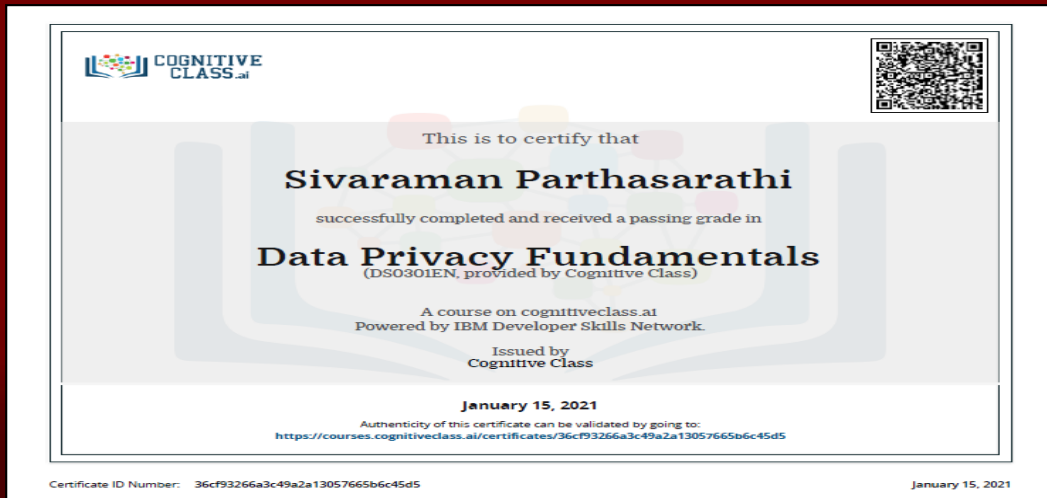 COGNITIVE
CLASS.ai
This is to certify that
Sivaraman Parthasarathi
successfully completed and received a passing grade in
Data Privacy Fundamentals
(DS0301EN, provided by Cognitive Class)
A course on cognitiveclass.ai
Powered by IBM Developer Skills Network.
Issued by
Cognitive Class
January 15, 2021
Authenticity of this certificate can be validated by going to:
https://courses.cognitiveclass.ai/certificates/36cf93266a3c49a2a13057665b6c45d5
Certificate ID Number: 36cf93266a3c49a2a13057665b6c45d5
January 15, 2021